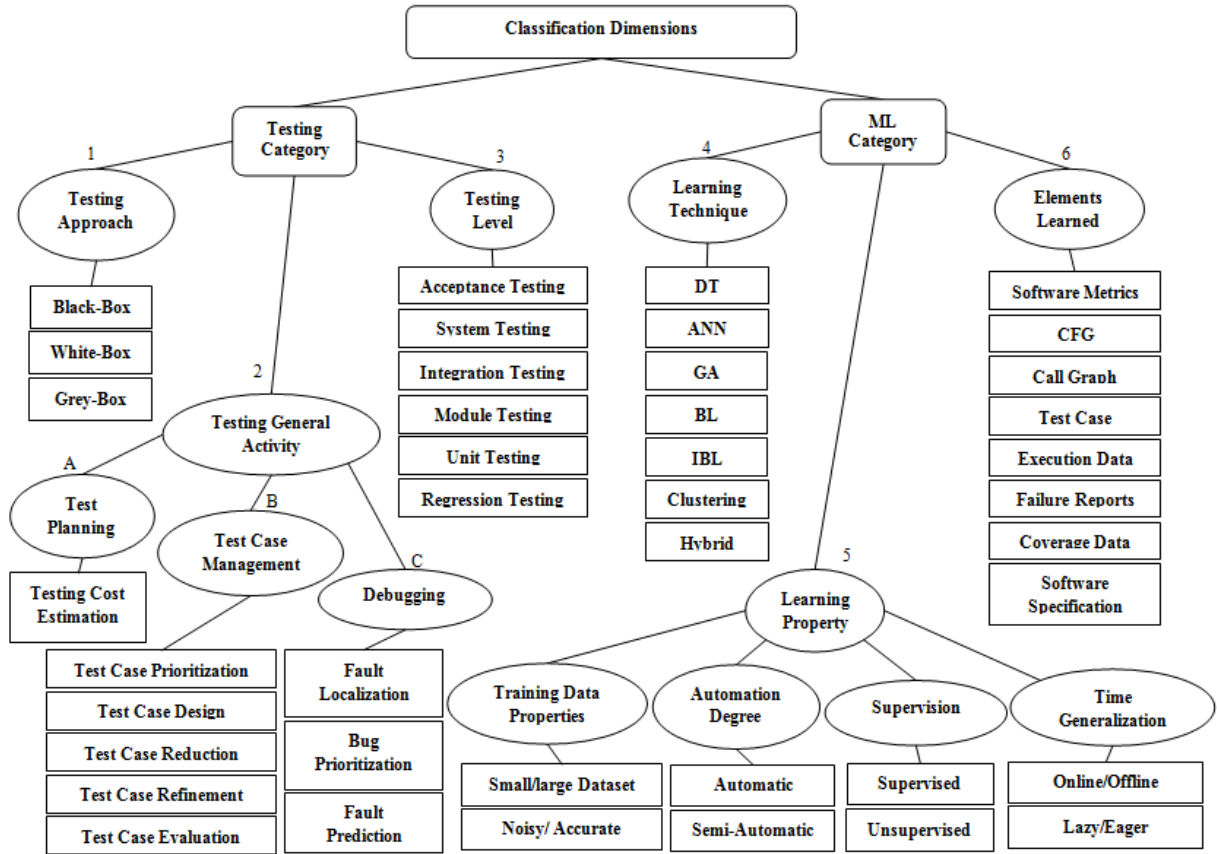 Classification Dimensions
Testing
Category
ML
Category
1
3
4
6
Testing
Approach
Testing
Level
Learning
Technique
Elements
Learned
Black-Box
White-Box
Grey-Box
Acceptance Testing
System Testing
Integration Testing
Module Testing
Unit Testing
Regression Testing
DT
ANN
GA
BL
IBL
Clustering
Hybrid
Software Metrics
CFG
Call Graph
Test Case
Execution Data
Failure Reports
Coverage Data
Software
Specification
2
Testing General
Activity
A
Test
Planning
Testing Cost
Estimation
B
Test Case
Management
Test Case Prioritization
Test Case Design
Test Case Reduction
Test Case Refinement
Test Case Evaluation
C
Debugging
Fault
Localization
Bug
Prioritization
Fault
Prediction
5
Learning
Property
Training Data
Properties
Small/large Dataset
Noisy/ Accurate
Automation
Degree
Automatic
Semi-Automatic
Supervision
Supervised
Unsupervised
Time
Generalization
Online/Offline
Lazy/Eager